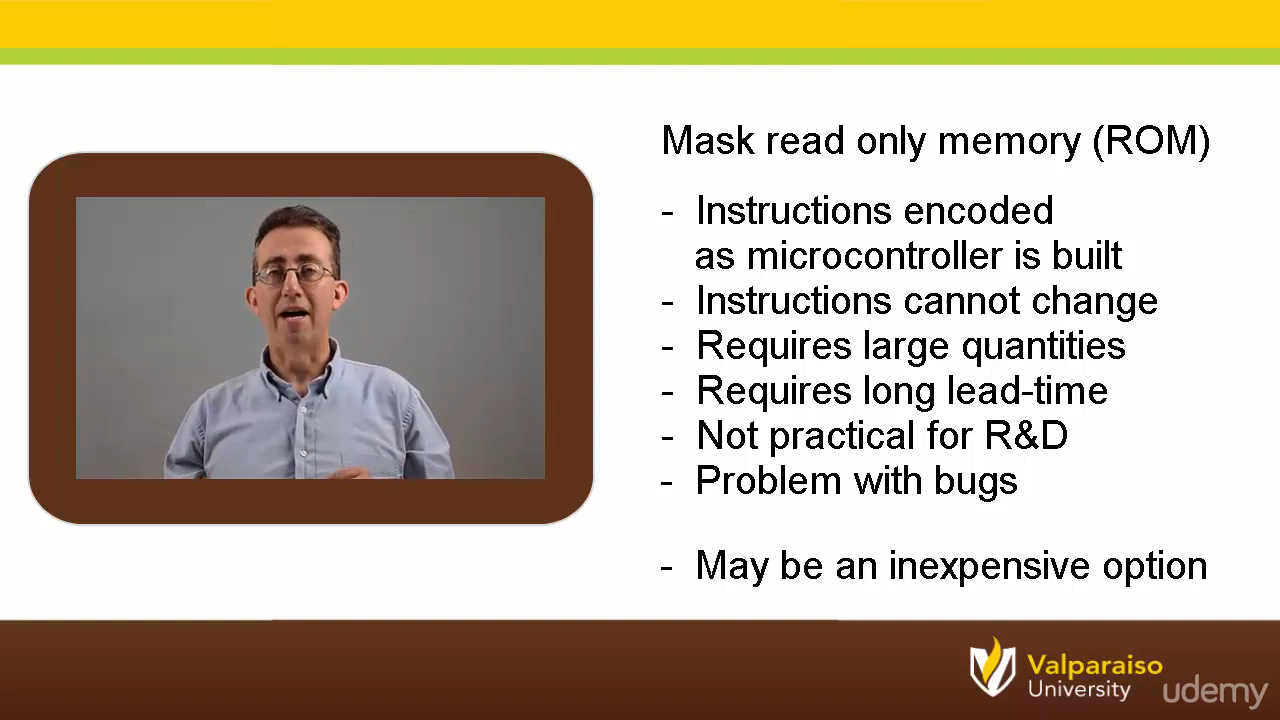 Mask read only memory (ROM)
- Instructions encoded
as microcontroller is built
- Instructions cannot change
- Requires large quantities
- Requires long lead-time
- Not practical for R&D
- Problem with bugs
- May be an inexpensive option
Valparaiso
University
udemy